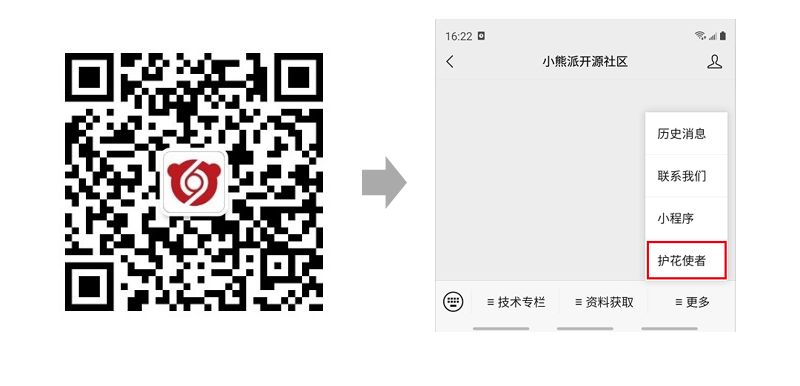 16:22
小熊派开源社区
历史消息
联系我们
小程序
护花使者
≡ 技术专栏
≡ 资料获取
≡ 更多